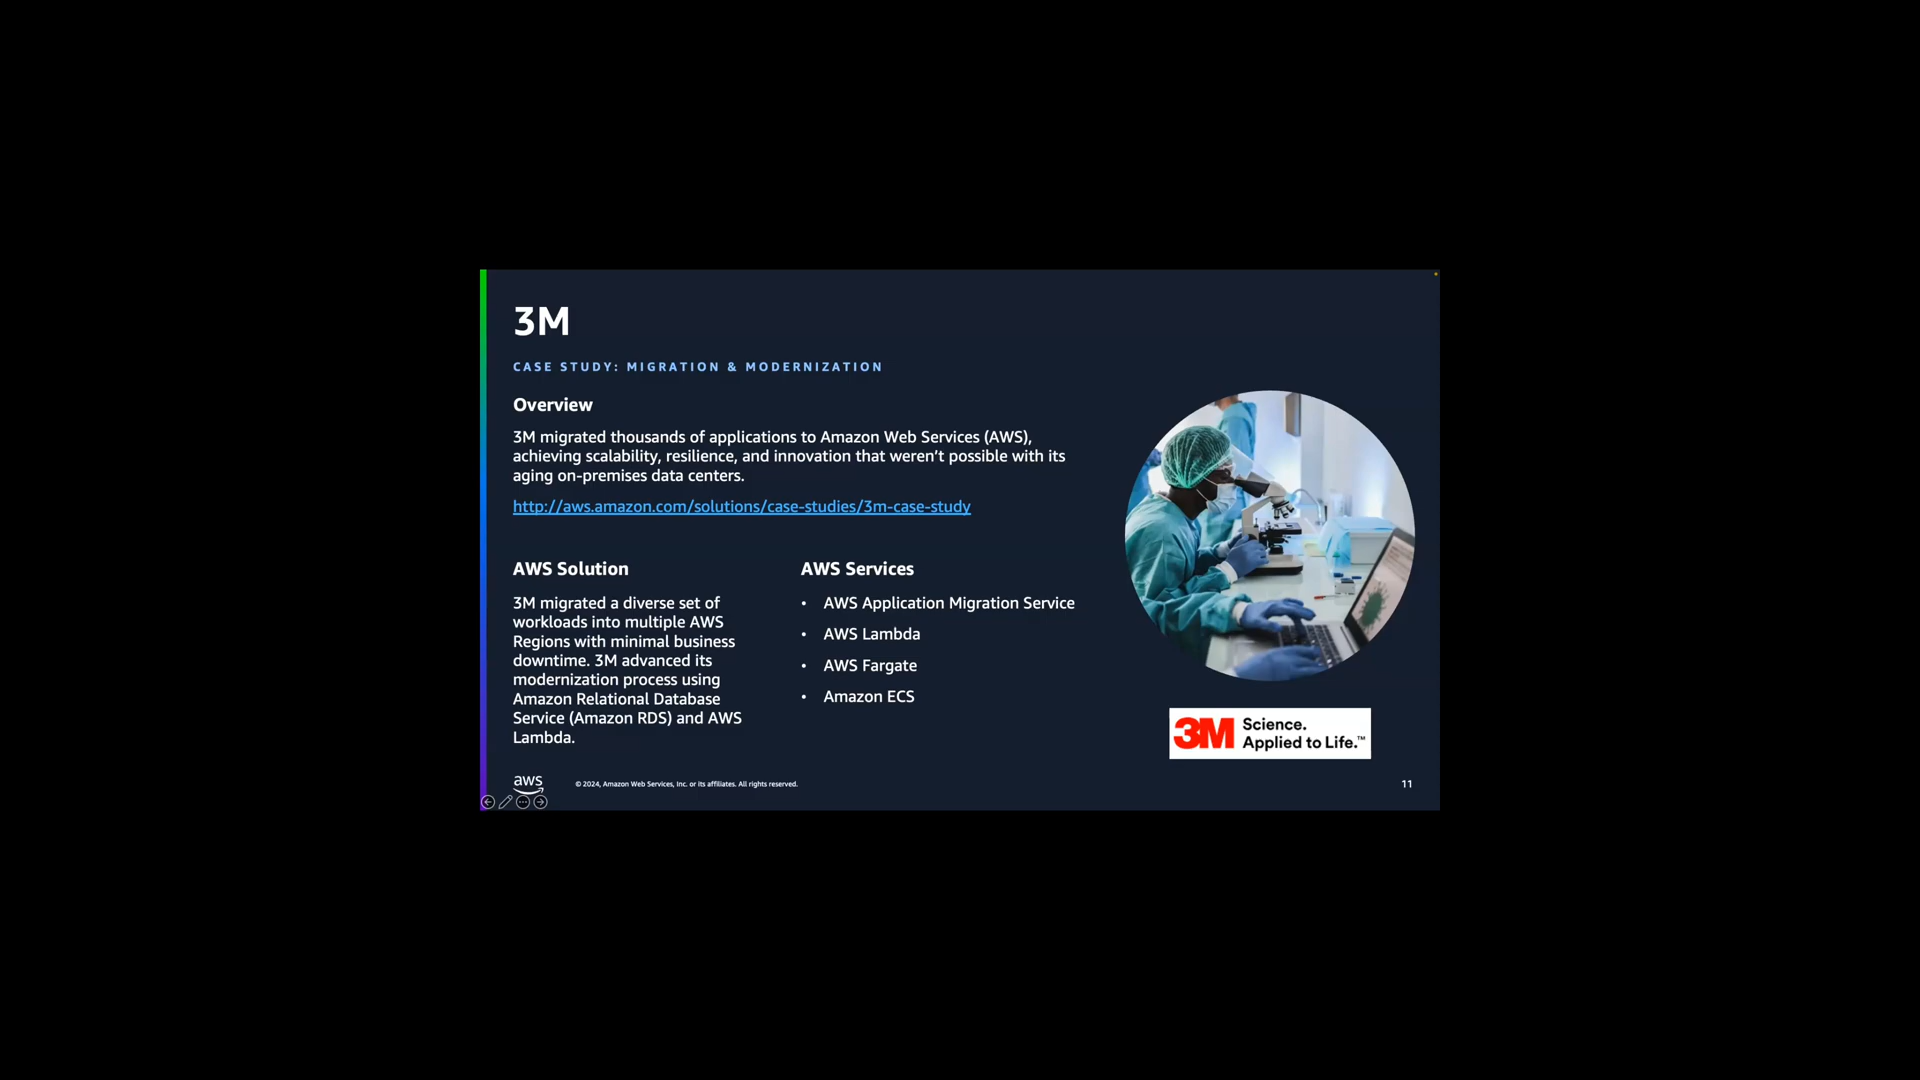 3M
CASE STUDY: MIGRATION & MODERNIZATION
Overview
3M migrated thousands of applications to Amazon Web Services (AWS),
achieving scalability, resilience, and innovation that weren’t possible with its
aging on-premises data centers.
http://aws.amazon.com/solutions/case-studies/3m-case-study
AWS Solution
3M migrated a diverse set of
workloads into multiple AWS
Regions with minimal business
downtime. 3M advanced its
modernization process using
Amazon Relational Database
Service (Amazon RDS) and AWS
Lambda.
AWS Services
• AWS Application Migration Service
• AWS Lambda
• AWS Fargate
• Amazon ECS
3M Science.
Applied to Life.™
aws
© 2024, Amazon Web Services, Inc. or its affiliates. All rights reserved.
11